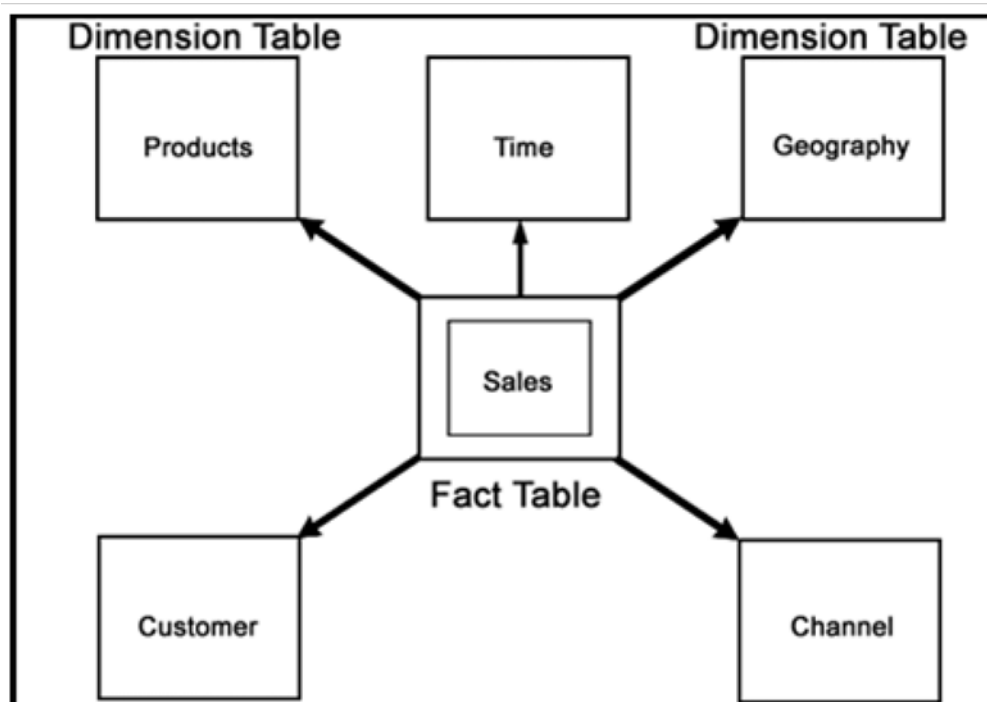 Dimension Table
Dimension Table
Products
Time
Geography
Sales
Fact Table
Customer
Channel